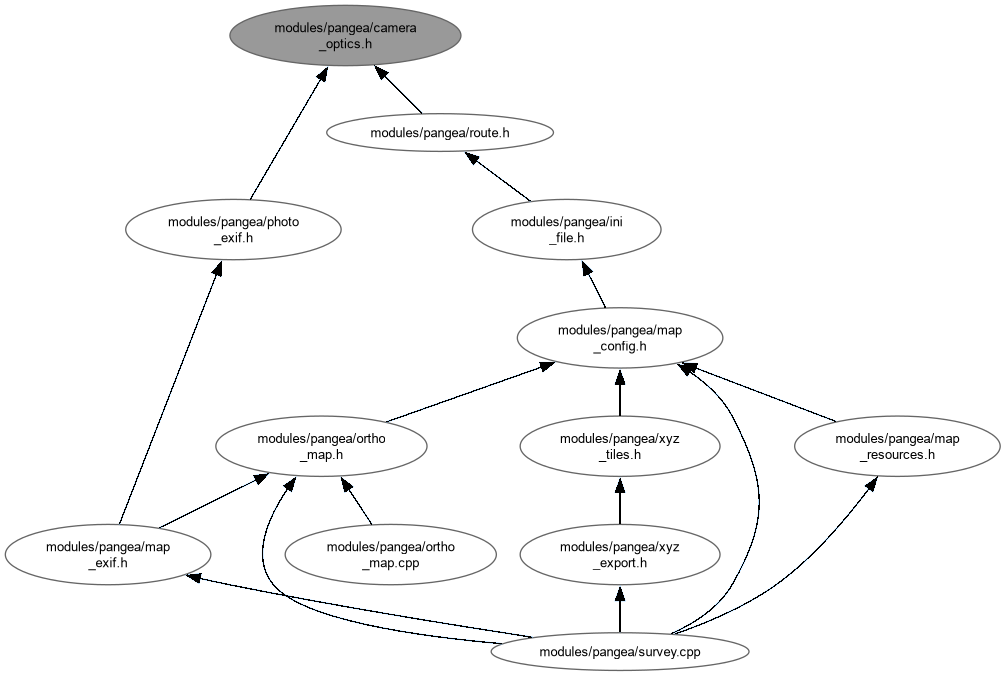 modules/pangea/camera
_optics.h
modules/pangea/route.h
modules/pangea/photo
_exif.h
modules/pangea/ini
_file.h
modules/pangea/map
_config.h
modules/pangea/ortho
_map.h
modules/pangea/xyz
_tiles.h
modules/pangea/map
_resources.h
modules/pangea/map
_exif.h
modules/pangea/ortho
_map.cpp
modules/pangea/xyz
_export.h
modules/pangea/survey.cpp